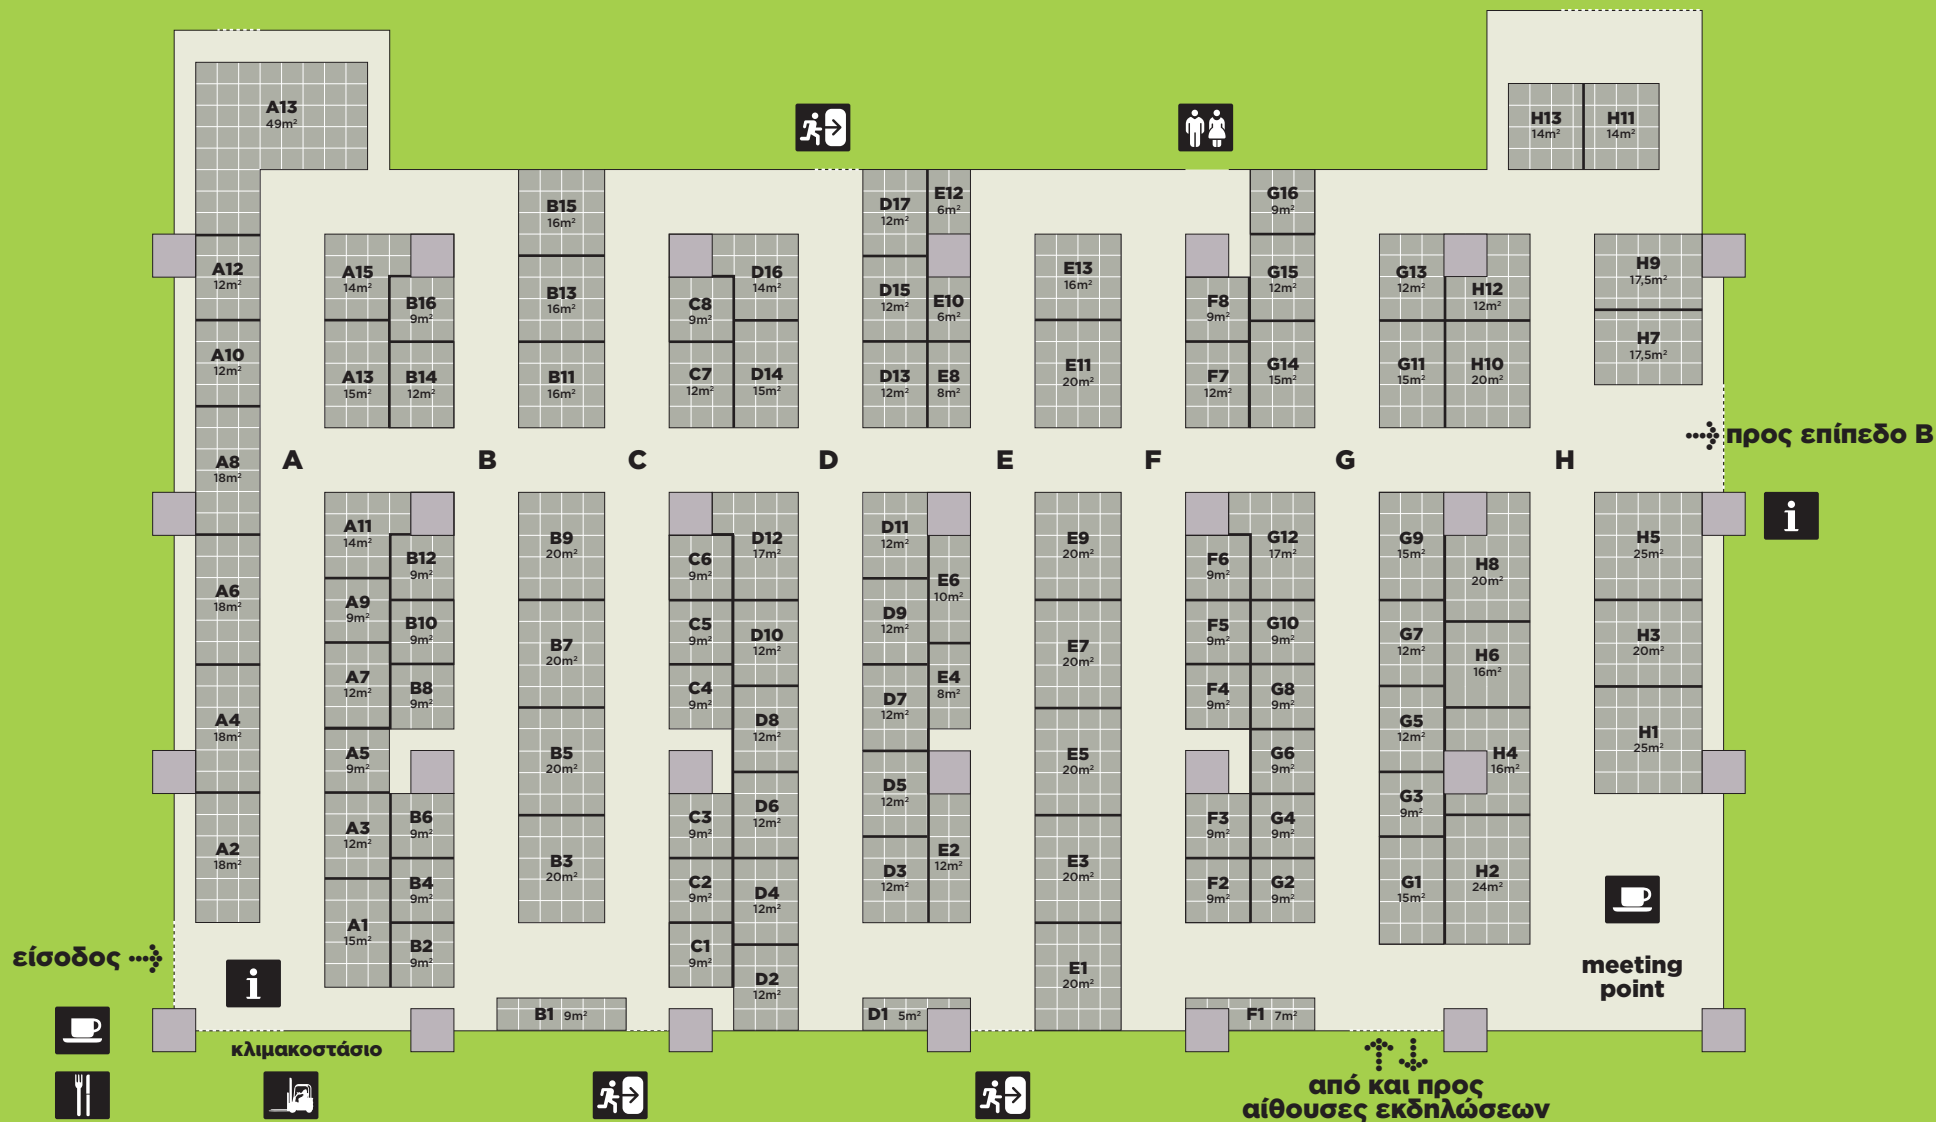 A13
49m²
H13
14m²
H11
14m²
B15
16m²
D17
12m²
E12
6m²
G16
9m²
A12
12m²
A15
14m²
B16
9m²
B13
16m²
C8
9m²
D16
14m²
D15
12m²
E10
6m²
E13
16m²
F8
9m²
G15
12m²
G13
12m²
H12
12m²
H9
17,5m²
H7
17,5m²
A10
12m²
A13
15m²
B14
12m²
B11
16m²
C7
12m²
D14
15m²
D13
12m²
E8
8m²
E11
20m²
F7
12m²
G14
15m²
G11
15m²
H10
20m²
προς επίπεδο Β
A8
18m²
A B C D E F G H
i
A11
14m²
B12
9m²
B9
20m²
C6
9m²
D12
17m²
D11
12m²
E6
10m²
E9
20m²
F6
9m²
G12
17m²
G9
15m²
H8
20m²
H5
25m²
A6
18m²
A9
9m²
B10
9m²
B7
20m²
C5
9m²
D10
12m²
D9
12m²
E7
20m²
F5
9m²
G10
9m²
G7
12m²
H6
16m²
H3
20m²
A7
12m²
B8
9m²
C4
9m²
E4
8m²
F4
9m²
G8
9m²
A4
18m²
A5
9m²
B5
20m²
D8
12m²
D7
12m²
E5
20m²
G6
9m²
G5
12m²
H4
16m²
H1
25m²
A2
18m²
A3
12m²
B6
9m²
C3
9m²
D6
12m²
D5
12m²
F3
9m²
G4
9m²
G3
9m²
B4
9m²
B3
20m²
C2
9m²
D4
12m²
D3
12m²
E2
12m²
E3
20m²
F2
9m²
G2
9m²
G1
15m²
H2
24m²
A1
15m²
B2
9m²
C1
9m²
D2
12m²
E1
20m²
είσοδος
i
meeting
point
B1 9m²
D1 5m²
F1 7m²
κλιμακοστάσιο
από και προς
αίθουσες εκδηλώσεων